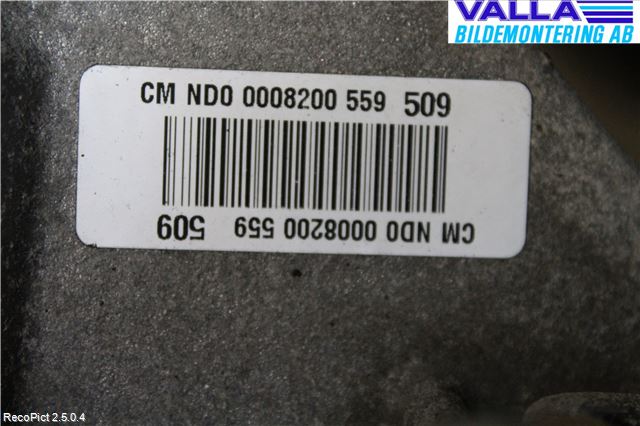 VALLA
BILDEMONTERING AB
CM ND0 0008200 559 509
CM ND0 0008200 559 509
RecoPict 2.5.0.4